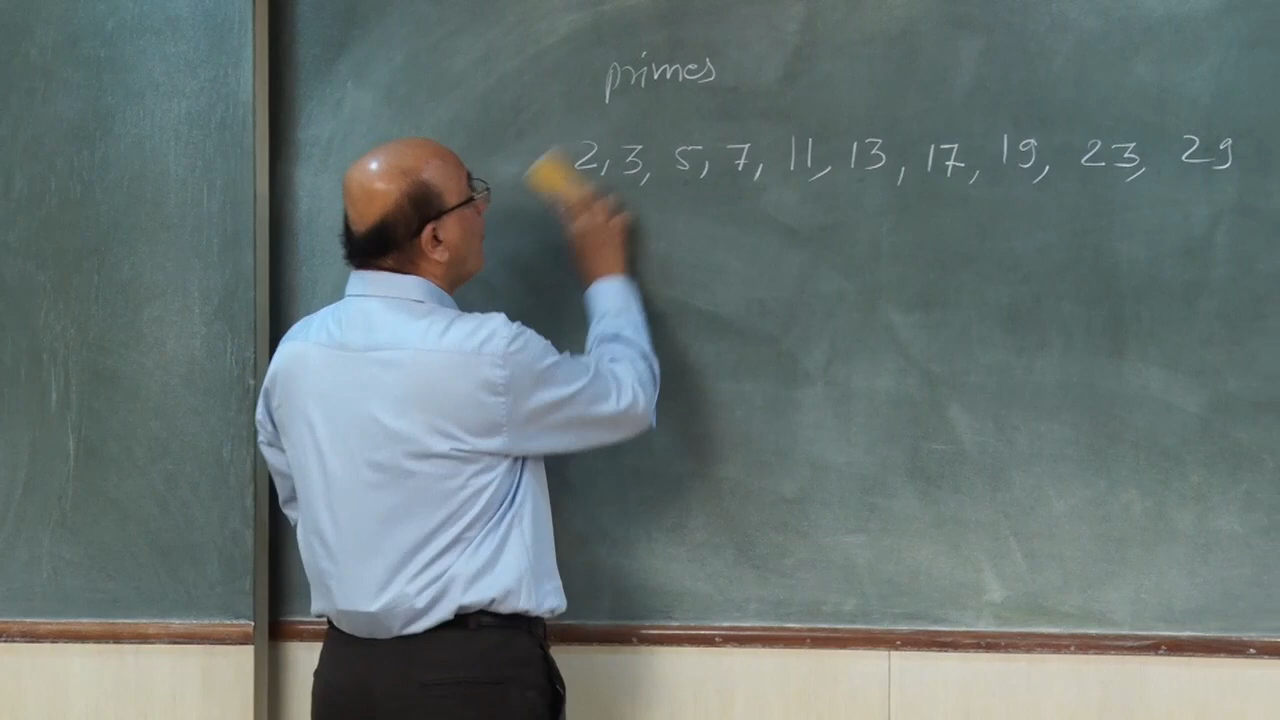 primes
2, 3, 5, 7, 11, 13, 17, 19, 23, 29